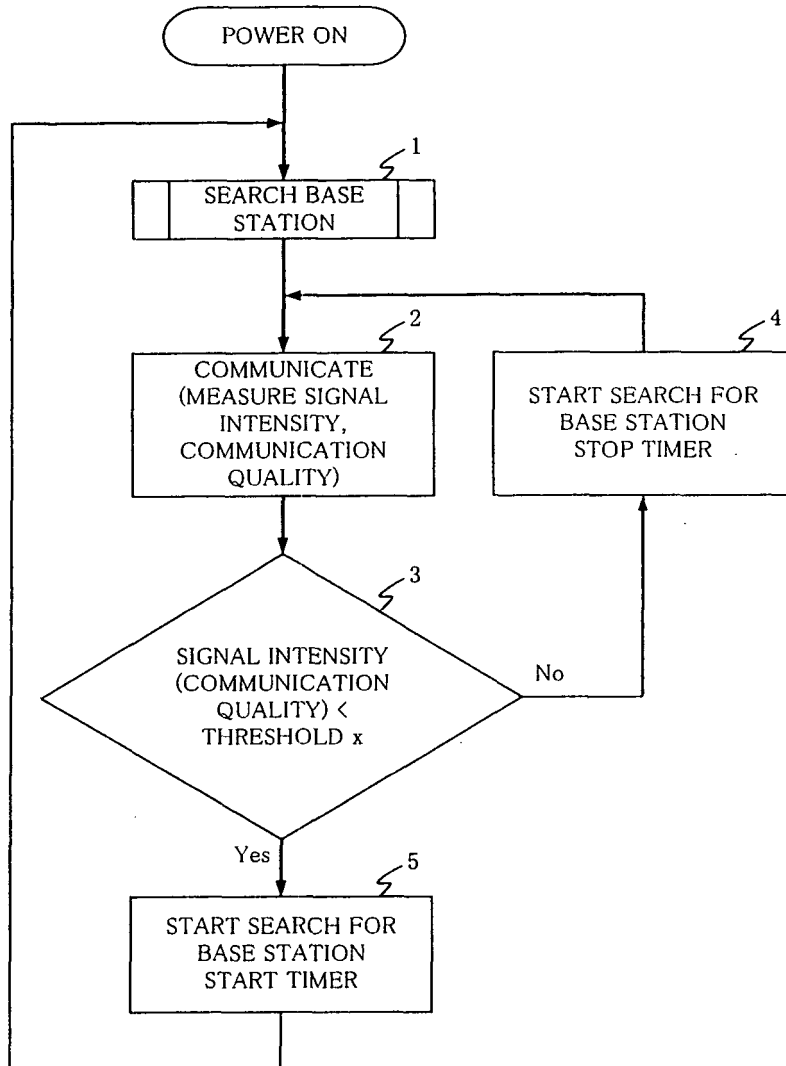 POWER ON
1
SEARCH BASE
STATION
2
COMMUNICATE
(MEASURE SIGNAL
INTENSITY,
COMMUNICATION
QUALITY)
4
START SEARCH FOR
BASE STATION
STOP TIMER
3
SIGNAL INTENSITY
(COMMUNICATION
QUALITY) <
THRESHOLD x
No
Yes
5
START SEARCH FOR
BASE STATION
START TIMER